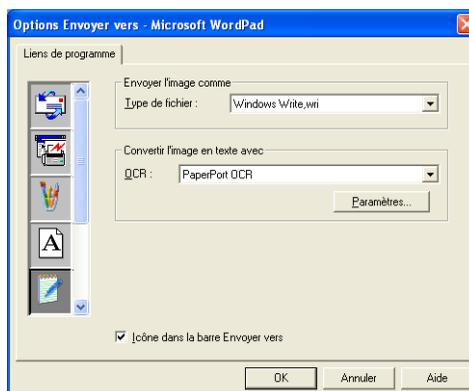 Options Envoyer vers - Microsoft WordPad
Liens de programme
Envoyer l'image comme
Type de fichier :
Windows Write,wri
Convertir l'image en texte avec
OCR :
PaperPort OCR
Paramètres...
A
Icône dans la barre Envoyer vers
OK
Annuler
Aide